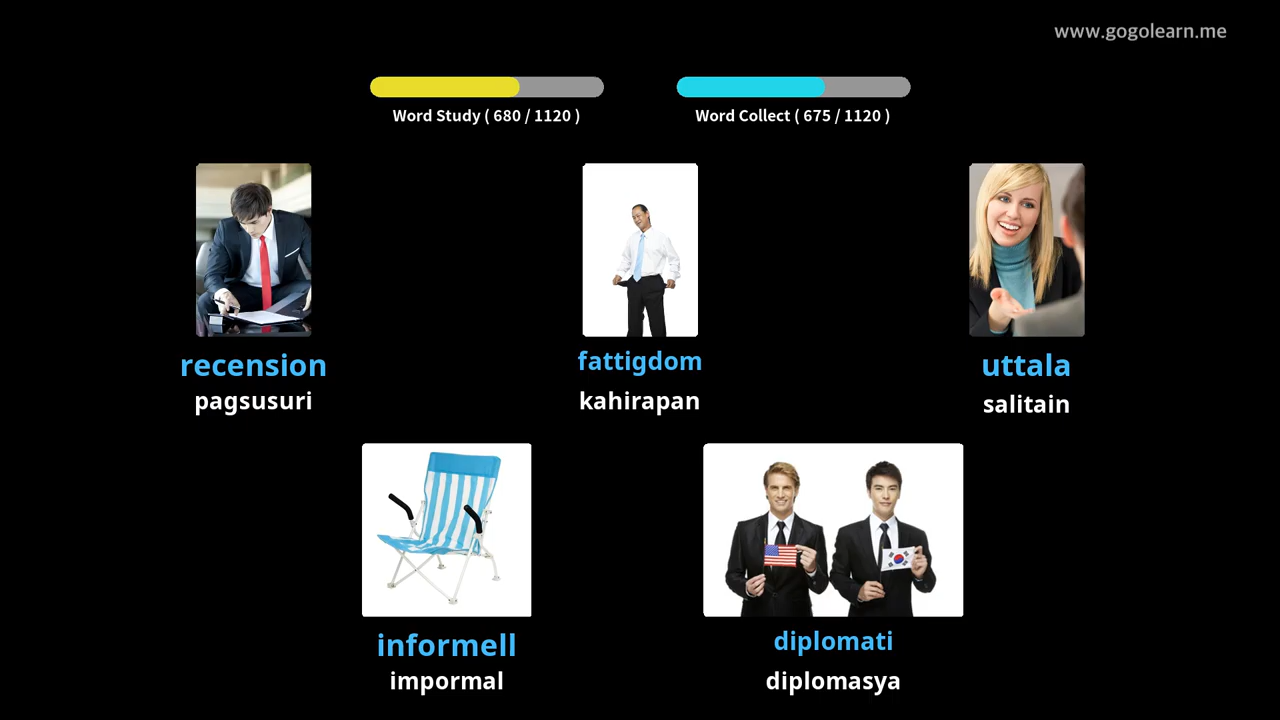 www.gogolearn.me
Word Study ( 680 / 1120 )
Word Collect ( 675 / 1120 )
recension
pagsusuri
fattigdom
kahirapan
uttala
salitain
informell
impormal
diplomati
diplomasya